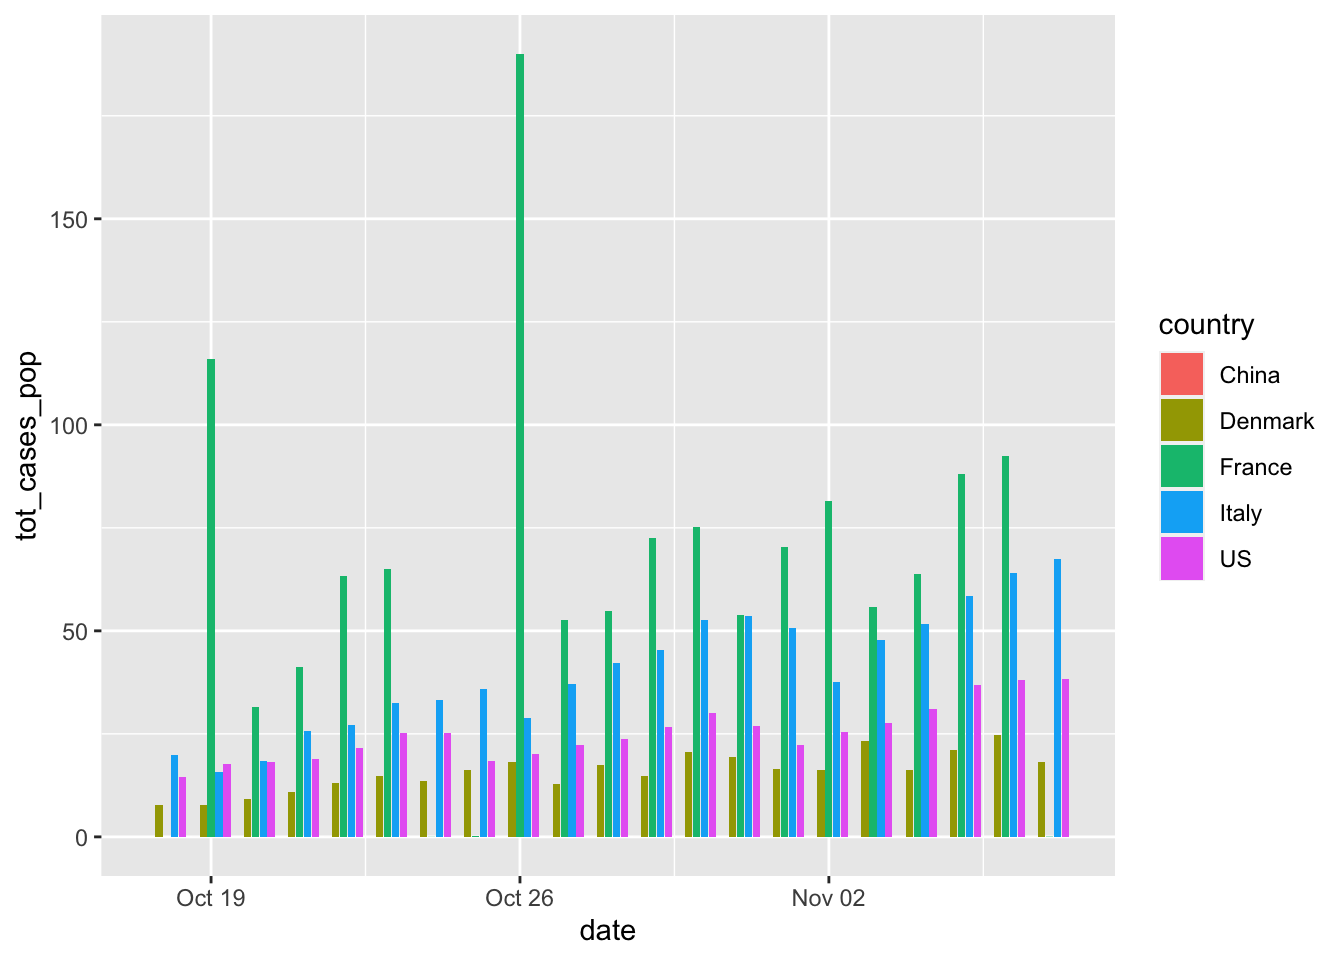 tot_cases_pop
150
100
50
0
Oct 19
Oct 26
Nov 02
date
country
China
Denmark
France
Italy
US